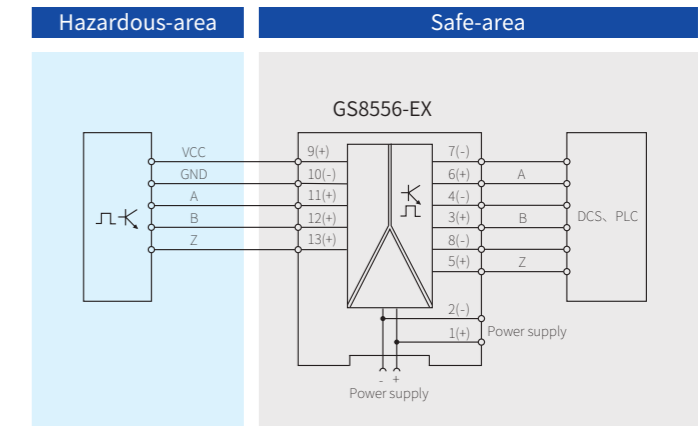 Hazardous-area
Safe-area
GS8556-EX
VCC
GND
A
B
Z
9(+)
10(-)
11(+)
12(+)
13(+)
7(-)
6(+)
4(-)
3(+)
8(-)
5(+)
A
B
Z
DCS、PLC
2(-)
1(+)
Power supply
- +
Power supply